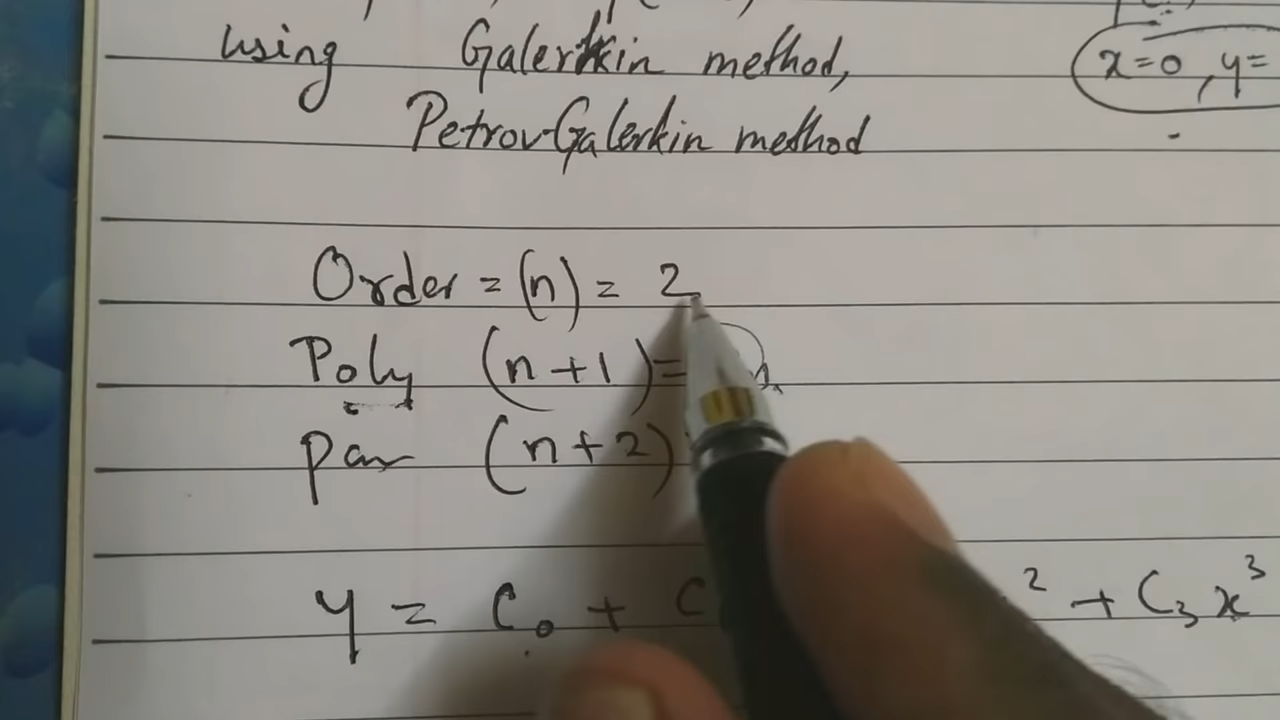 using Galerkin method,
x=0, y=
Petrov-Galerkin method
Order = (n) = 2
Poly (n+1)=
par (n+2)
y = C₀ + C ² + C₃x³